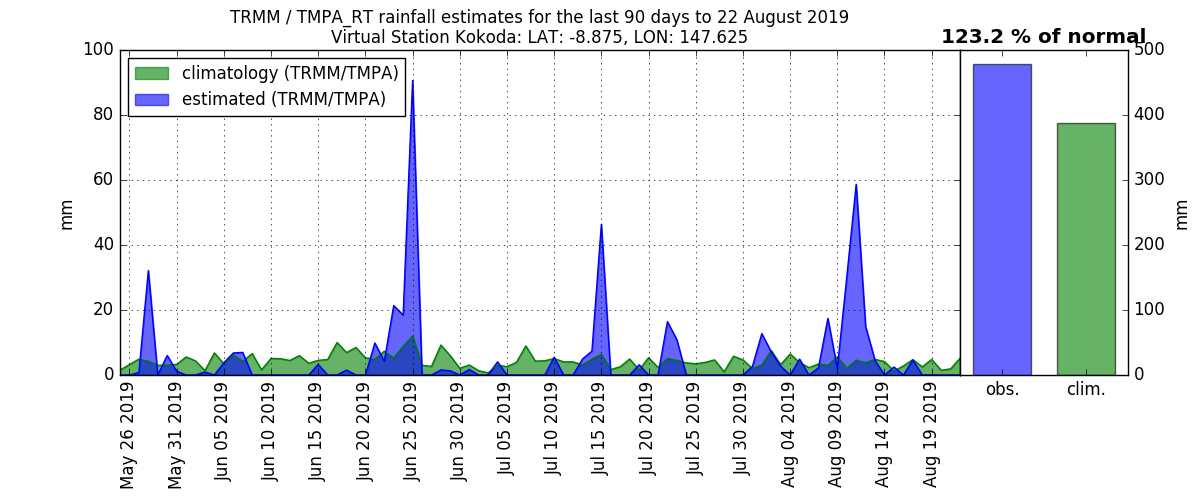 TRMM / TMPA_RT rainfall estimates for the last 90 days to 22 August 2019
Virtual Station Kokoda: LAT: -8.875, LON: 147.625
123.2 % of normal
climatology (TRMM/TMPA)
estimated (TRMM/TMPA)
100
80
60
40
20
0
mm
500
400
300
200
100
0
mm
obs.
clim.
May 26 2019
May 31 2019
Jun 05 2019
Jun 10 2019
Jun 15 2019
Jun 20 2019
Jun 25 2019
Jun 30 2019
Jul 05 2019
Jul 10 2019
Jul 15 2019
Jul 20 2019
Jul 25 2019
Jul 30 2019
Aug 04 2019
Aug 09 2019
Aug 14 2019
Aug 19 2019